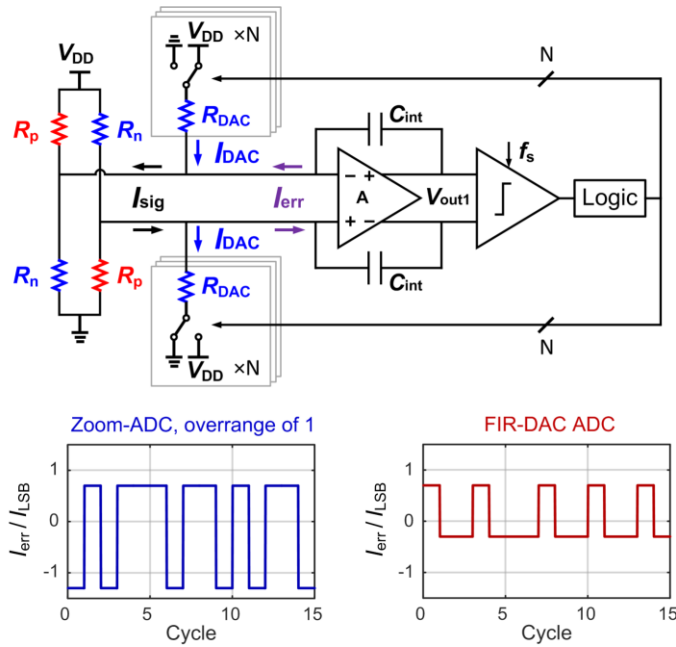 V_DD ×N
N
V_DD
R_DAC
C_int
R_p
R_n
I_DAC
f_s
− +
A
V_out1
Logic
I_sig
I_err
+ −
I_DAC
R_n
R_p
R_DAC
C_int
N
V_DD ×N
Zoom-ADC, overrange of 1
I_err / I_LSB
1
0
-1
0
5
10
15
Cycle
FIR-DAC ADC
I_err / I_LSB
1
0
-1
0
5
10
15
Cycle